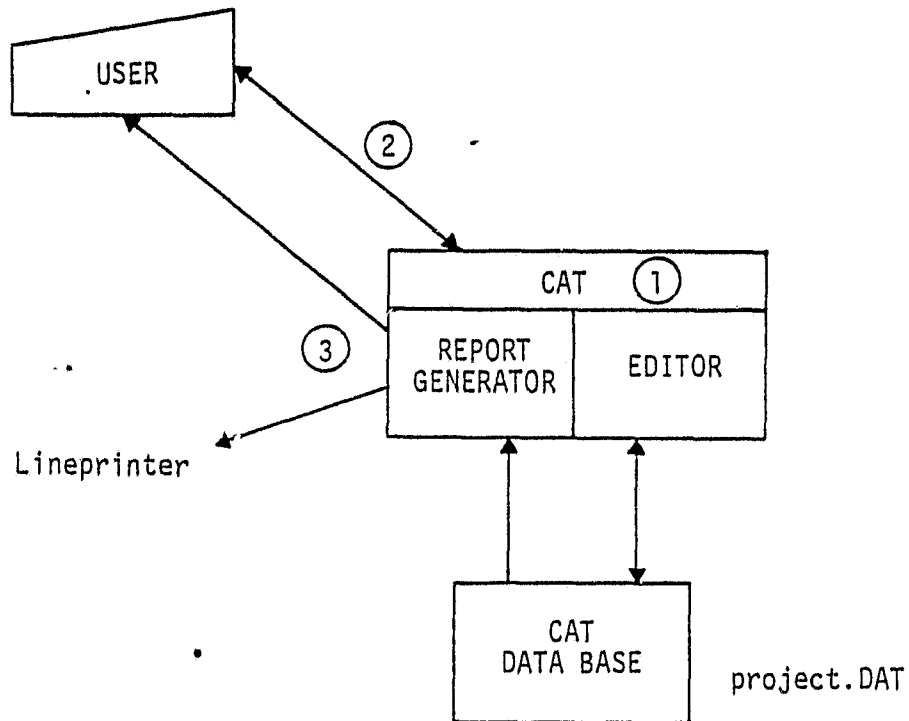 USER
2
CAT 1
3
REPORT
GENERATOR
EDITOR
Lineprinter
CAT
DATA BASE
project.DAT